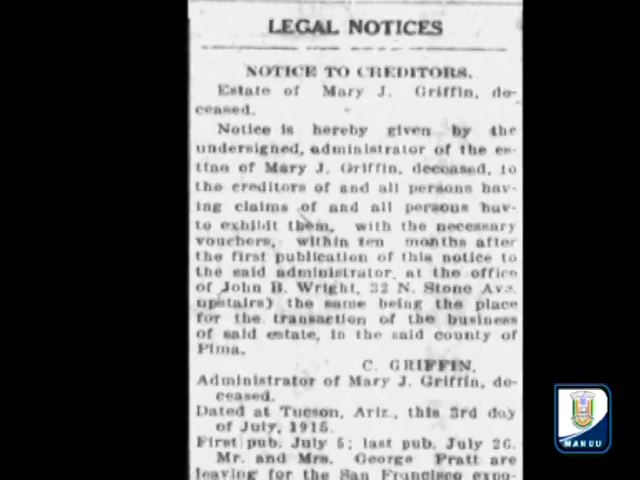 LEGAL NOTICES
NOTICE TO CREDITORS.
Estate of Mary J. Griffin, de-
ceased.
Notice is hereby given by the
undersigned, administrator of the es-
tate of Mary J. Griffin, deceased, to
the creditors of and all persons hav-
ing claims of and all persons hav-
to exhibit them, with the necessary
vouchers, within ten months after
the first publication of this notice to
the said administrator, at the office
of John B. Wright, 32 N. Stone Ave.
upstairs) the same being the place
for the transaction of the business
of said estate, in the said county of
Pima.
C. GRIFFIN,
Administrator of Mary J. Griffin, de-
ceased.
Dated at Tucson, Ariz., this 3rd day
of July, 1915.
First pub. July 5; last pub. July 26.
Mr. and Mrs. George Pratt are
leaving for the San Francisco expo-
MANUU